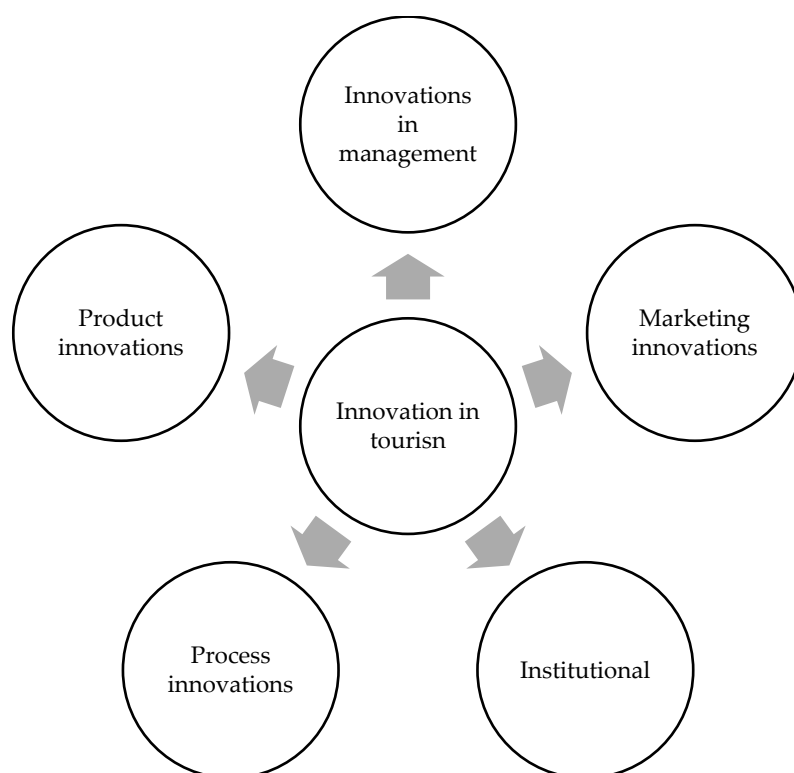 Innovations
in
management
Product
innovations
Marketing
innovations
Innovation in
tourisn
Process
innovations
Institutional